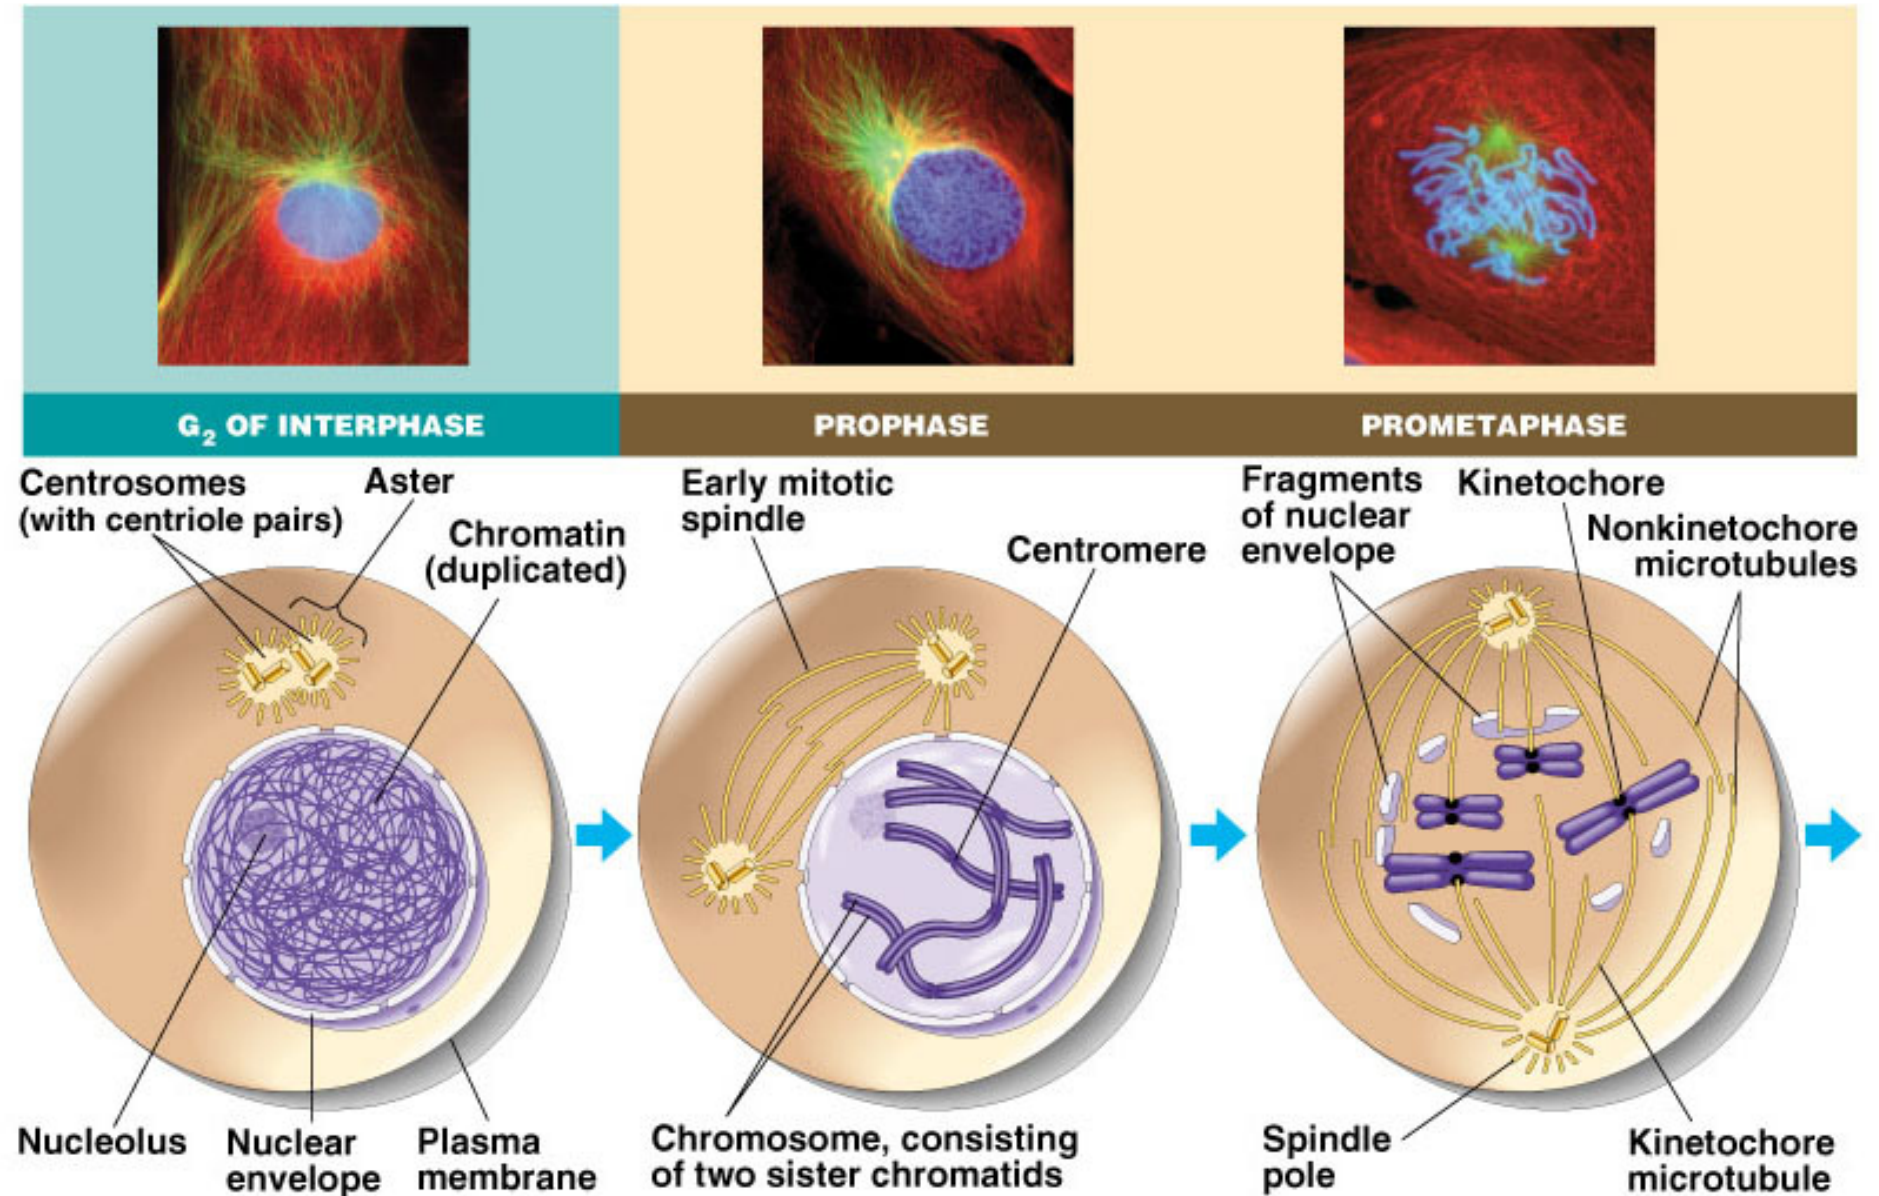 G₂ OF INTERPHASE
PROPHASE
PROMETAPHASE
Centrosomes
(with centriole pairs)
Aster
Chromatin
(duplicated)
Nucleolus
Nuclear
envelope
Plasma
membrane
Early mitotic
spindle
Centromere
Chromosome, consisting
of two sister chromatids
Fragments
of nuclear
envelope
Kinetochore
Nonkinetochore
microtubules
Spindle
pole
Kinetochore
microtubule